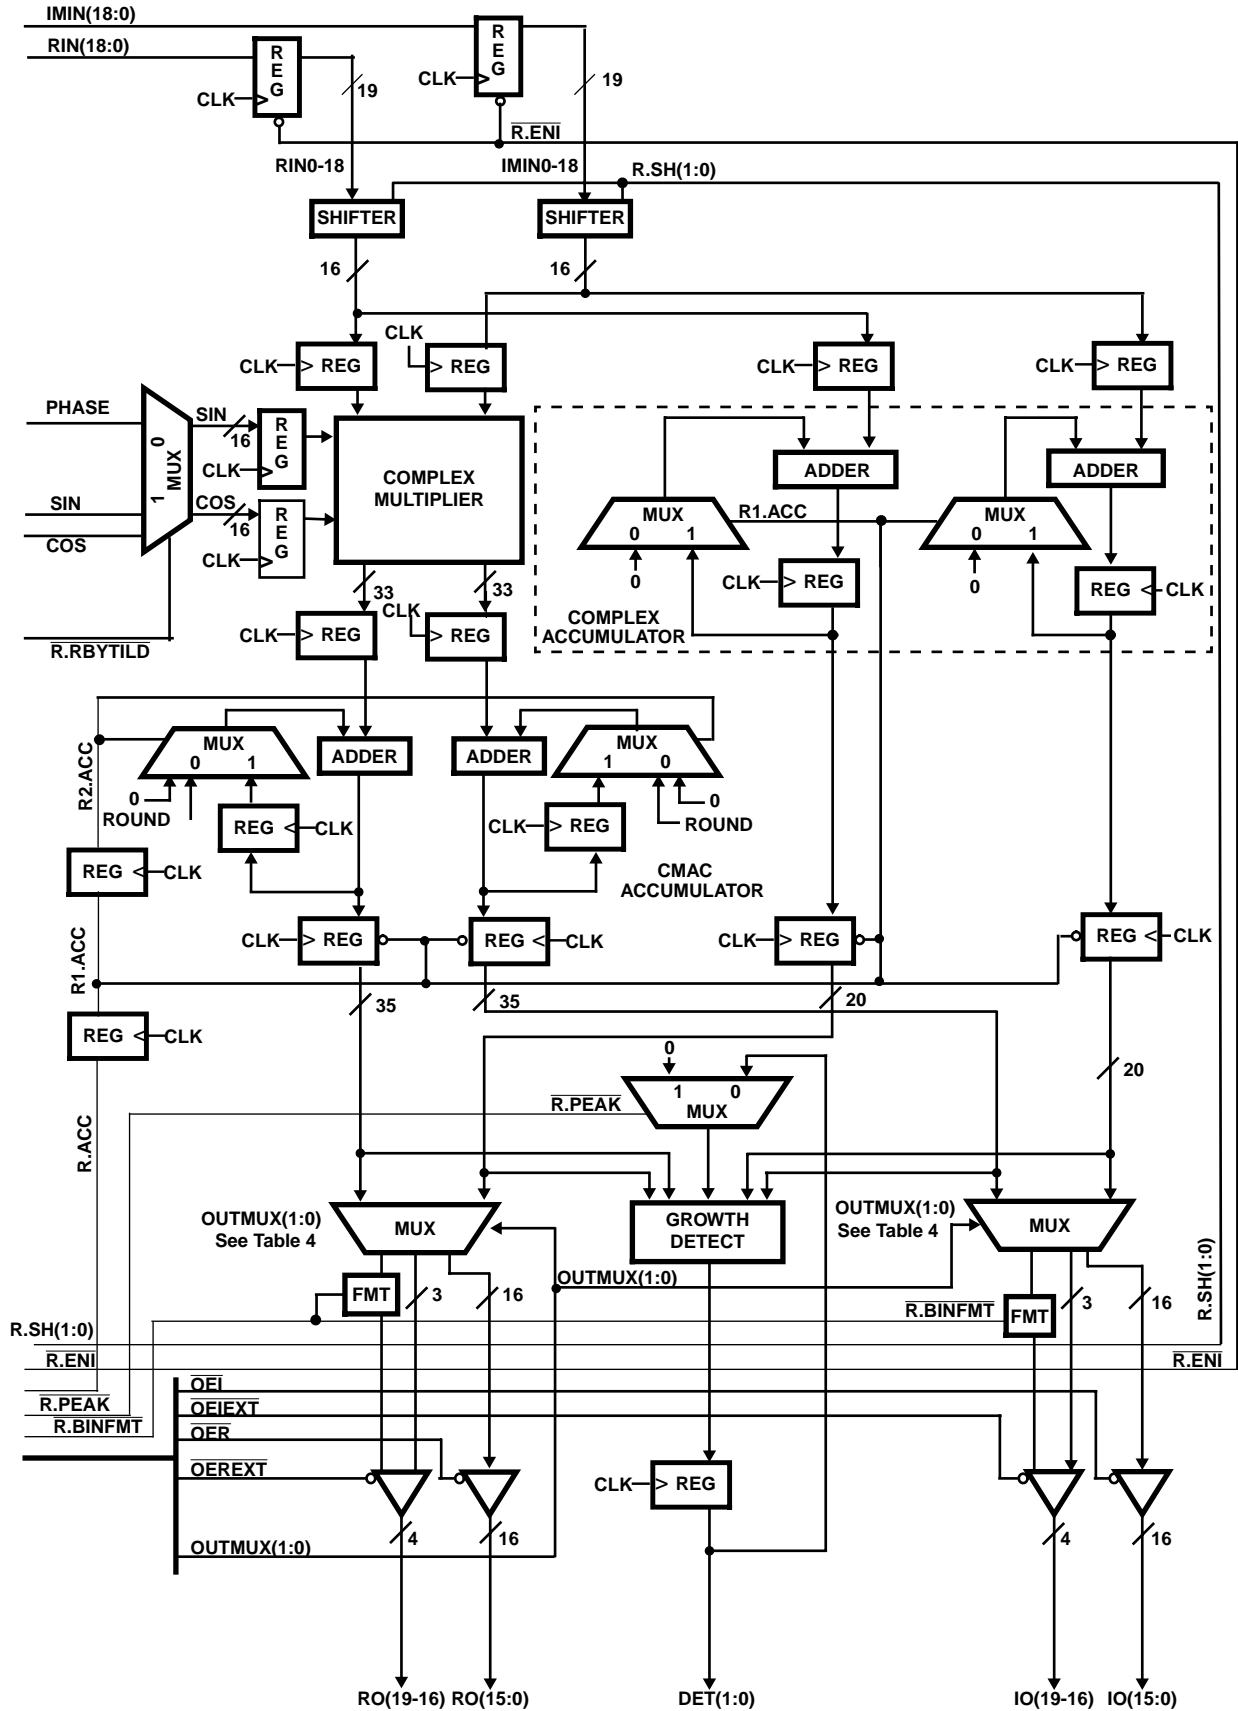 IMIN(18:0)
RIN(18:0)
REG
REG
CLK
CLK
19
19
R.ENI
RIN0-18
IMIN0-18
R.SH(1:0)
SHIFTER
SHIFTER
16
16
CLK
CLK > REG
> REG
CLK > REG
CLK > REG
PHASE
SIN
COS
0
1
MUX
SIN
16
REG
CLK
COS
16
REG
CLK
R.RBYTILD
COMPLEX
MULTIPLIER
33
33
ADDER
ADDER
MUX
0 1
0
R1.ACC
MUX
0 1
0
CLK > REG
REG < CLK
COMPLEX
ACCUMULATOR
CLK
CLK > REG
> REG
R2.ACC
MUX
0 1
0
ROUND
ADDER
ADDER
MUX
1 0
0
ROUND
REG < CLK
CLK > REG
REG < CLK
CMAC
ACCUMULATOR
CLK > REG
REG < CLK
CLK > REG
REG < CLK
R1.ACC
35
35
20
REG < CLK
0
20
R.PEAK
1 0
MUX
R.ACC
OUTMUX(1:0)
See Table 4
MUX
GROWTH
DETECT
OUTMUX(1:0)
See Table 4
MUX
R.SH(1:0)
OUTMUX(1:0)
FMT
3
16
R.BINFMT
FMT
3
16
R.SH(1:0)
R.ENI
R.ENI
R.PEAK
R.BINFMT
OEI
OEIEXT
OER
OEREXT
OUTMUX(1:0)
CLK > REG
4
16
4
16
RO(19-16)
RO(15:0)
DET(1:0)
IO(19-16)
IO(15:0)